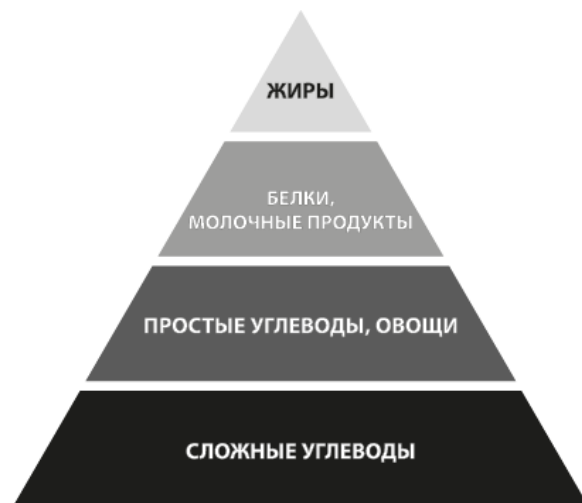 ЖИРЫ
БЕЛКИ,
МОЛОЧНЫЕ ПРОДУКТЫ
ПРОСТЫЕ УГЛЕВОДЫ, ОВОЩИ
СЛОЖНЫЕ УГЛЕВОДЫ